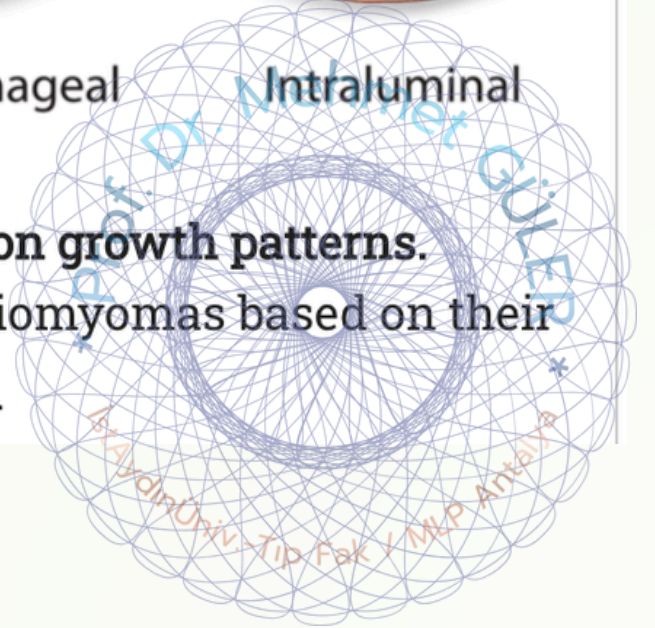 ageal Intraluminal
on growth patterns.
iomyomas based on their
* Prof. Dr. Mehmet GÜLER *
İstAydınÜniv.-Tıp Fak / MLP Antalya